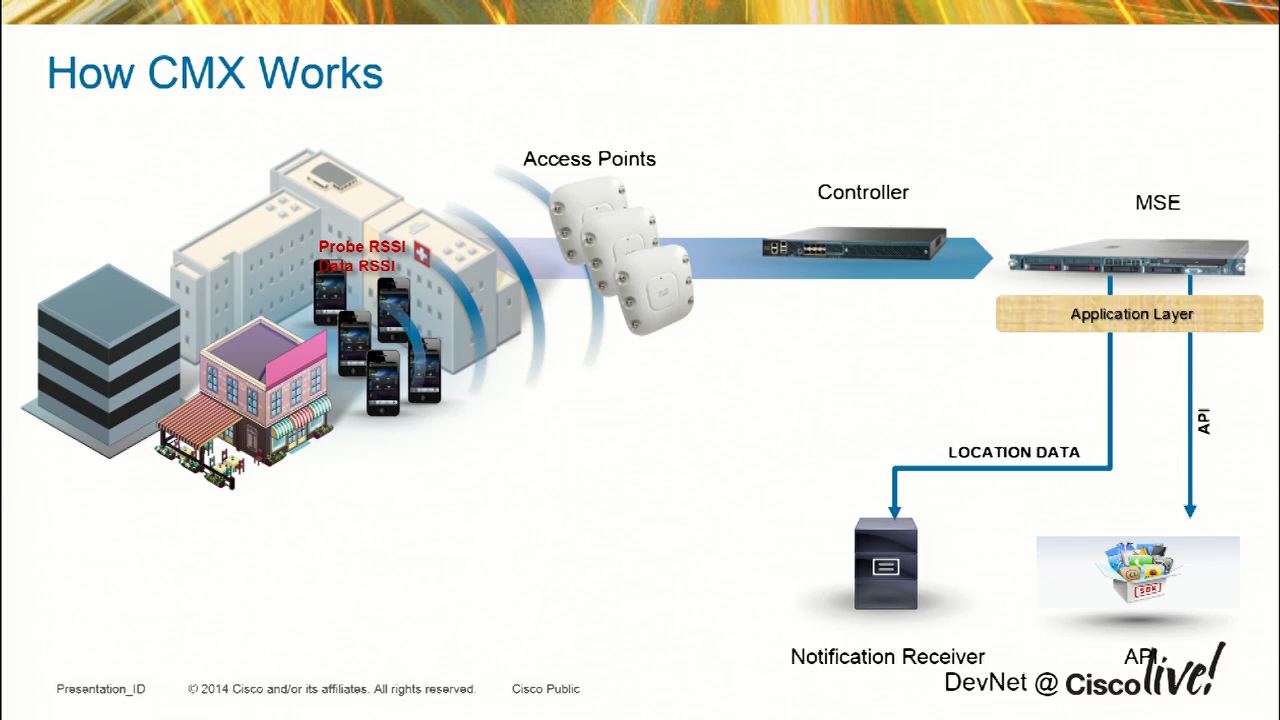 How CMX Works
Access Points
Controller
MSE
Probe RSSI
Data RSSI
Application Layer
API
LOCATION DATA
SDK
Notification Receiver
API
DevNet @ Cisco live!
Presentation_ID
© 2014 Cisco and/or its affiliates. All rights reserved.
Cisco Public